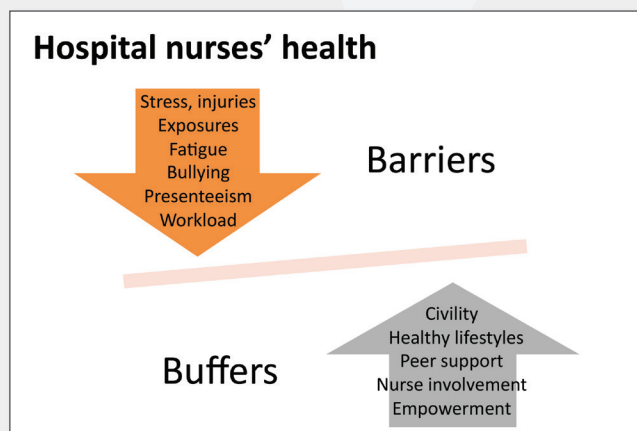 Hospital nurses’ health
Stress, injuries
Exposures
Fatigue
Bullying
Presenteeism
Workload
Barriers
Civility
Healthy lifestyles
Peer support
Nurse involvement
Empowerment
Buffers